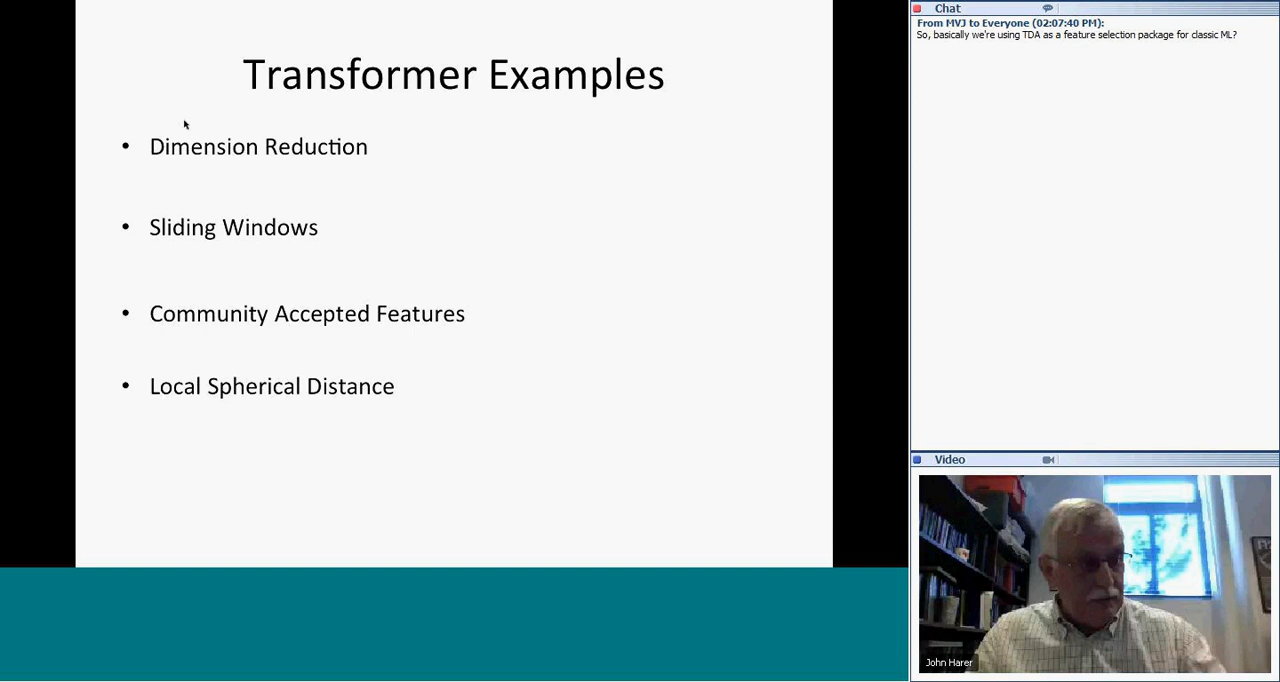 Transformer Examples
• Dimension Reduction
• Sliding Windows
• Community Accepted Features
• Local Spherical Distance
Chat
From MVJ to Everyone (02:07:40 PM):
So, basically we're using TDA as a feature selection package for classic ML?
Video
John Harer